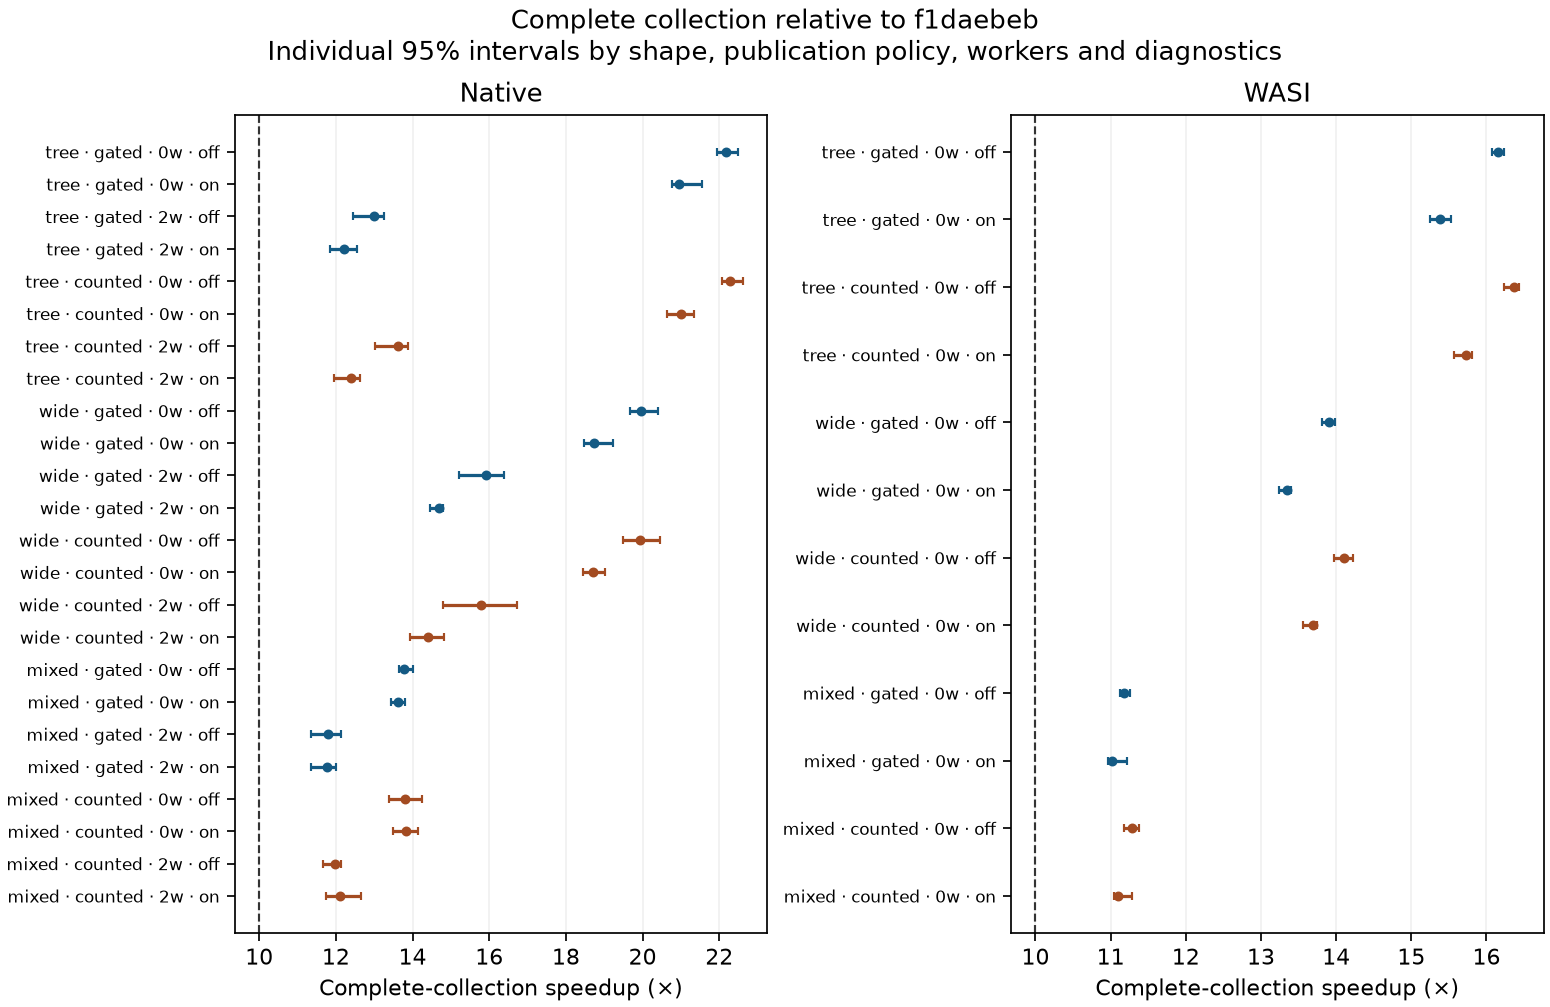 Complete collection relative to f1daebeb
Individual 95% intervals by shape, publication policy, workers and diagnostics
Native
tree · gated · 0w · off
tree · gated · 0w · on
tree · gated · 2w · off
tree · gated · 2w · on
tree · counted · 0w · off
tree · counted · 0w · on
tree · counted · 2w · off
tree · counted · 2w · on
wide · gated · 0w · off
wide · gated · 0w · on
wide · gated · 2w · off
wide · gated · 2w · on
wide · counted · 0w · off
wide · counted · 0w · on
wide · counted · 2w · off
wide · counted · 2w · on
mixed · gated · 0w · off
mixed · gated · 0w · on
mixed · gated · 2w · off
mixed · gated · 2w · on
mixed · counted · 0w · off
mixed · counted · 0w · on
mixed · counted · 2w · off
mixed · counted · 2w · on
10 12 14 16 18 20 22
Complete-collection speedup (×)
WASI
tree · gated · 0w · off
tree · gated · 0w · on
tree · counted · 0w · off
tree · counted · 0w · on
wide · gated · 0w · off
wide · gated · 0w · on
wide · counted · 0w · off
wide · counted · 0w · on
mixed · gated · 0w · off
mixed · gated · 0w · on
mixed · counted · 0w · off
mixed · counted · 0w · on
10 11 12 13 14 15 16
Complete-collection speedup (×)